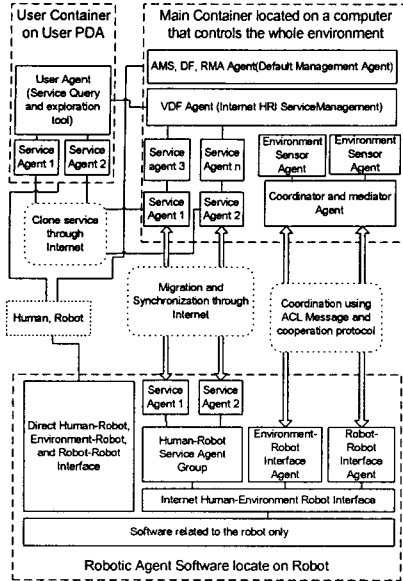 User Container
on User PDA
Main Container located on a computer
that controls the whole environment
User Agent
(Service Query
and exploration
tool)
AMS, DF, RMA Agent(Default Management Agent)
VDF Agent (Internet HRI ServiceManagement)
Service
Agent 1
Service
Agent 2
Service
agent 3
Service
Agent n
Environment
Sensor
Agent
Environment
Sensor
Agent
Service
Agent 1
Service
Agent 2
Coordinator and mediator
Agent
Clone service
through
Internet
Migration and
Synchronization through
Internet
Coordination using
ACL Message and
cooperation protocol
Human, Robot
Service
Agent 1
Service
Agent 2
Direct Human-Robot,
Environment-Robot,
and Robot-Robot
Interface
Human-Robot
Service Agent
Group
Environment-
Robot
Interface
Agent
Robot-
Robot
Interface
Agent
Internet Human-Environment Robot Interface
Software related to the robot only
Robotic Agent Software locate on Robot